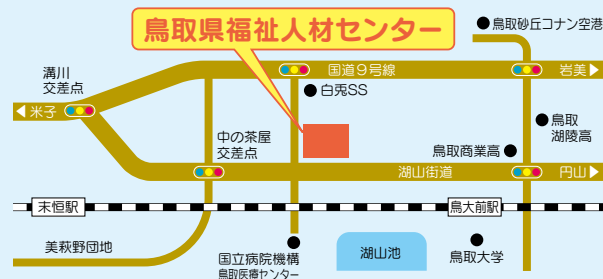 鳥取県福祉人材センター
鳥取砂丘コナン空港
溝川
交差点
国道9号線
岩美
白兎SS
米子
中の茶屋
交差点
鳥取
湖陵高
鳥取商業高
湖山街道
円山
末恒駅
鳥大前駅
美萩野団地
国立病院機構
鳥取医療センター
湖山池
鳥取大学